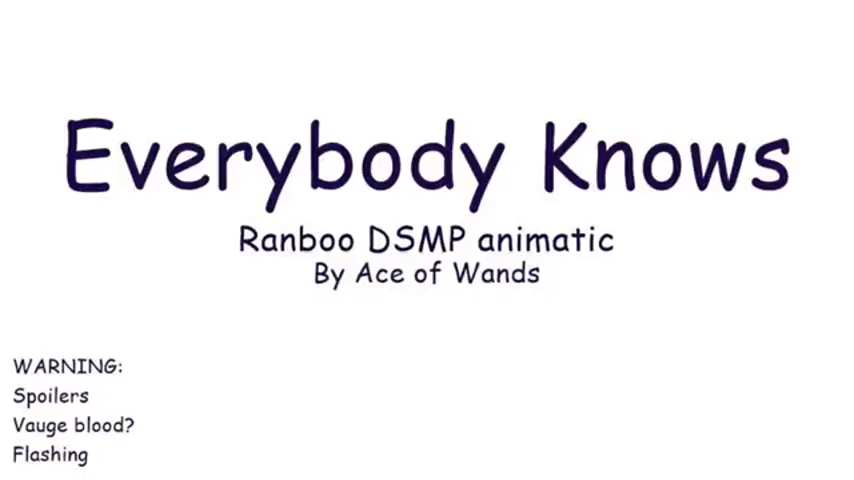 Everybody Knows
Ranboo DSMP animatic
By Ace of Wands
WARNING:
Spoilers
Vauge blood?
Flashing